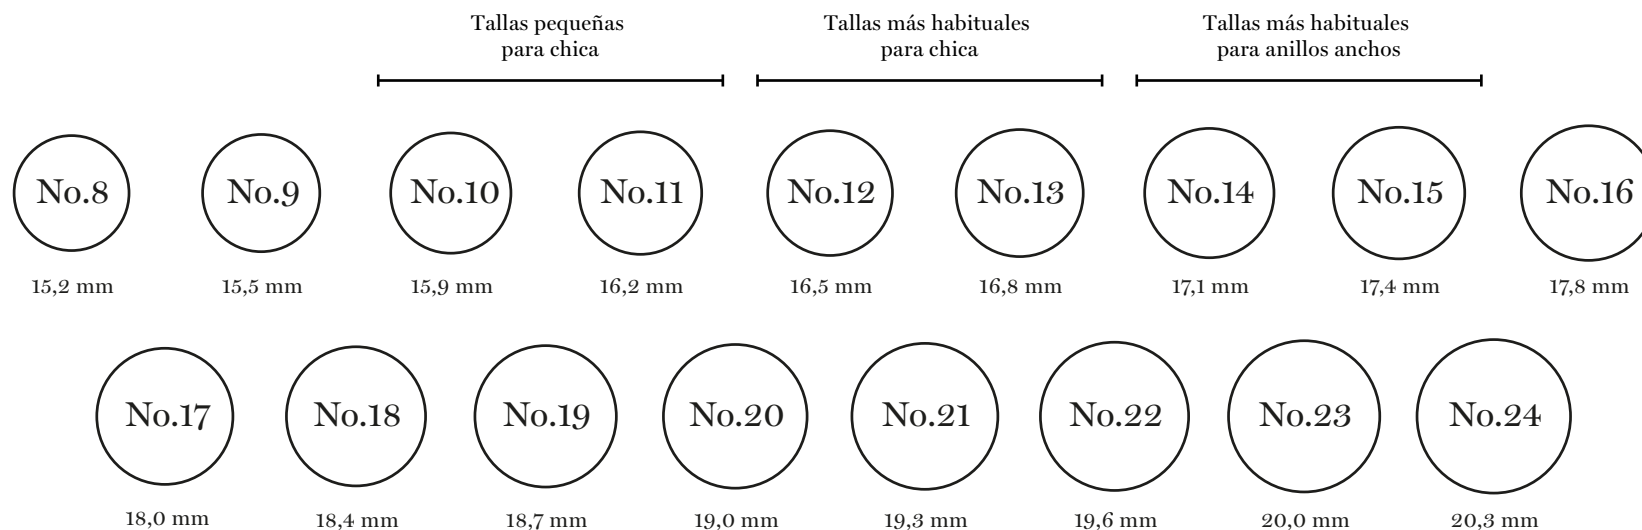 Tallas pequeñas
para chica
Tallas más habituales
para chica
Tallas más habituales
para anillos anchos
No.8
No.9
No.10
No.11
No.12
No.13
No.14
No.15
No.16
15,2 mm
15,5 mm
15,9 mm
16,2 mm
16,5 mm
16,8 mm
17,1 mm
17,4 mm
17,8 mm
No.17
No.18
No.19
No.20
No.21
No.22
No.23
No.24
18,0 mm
18,4 mm
18,7 mm
19,0 mm
19,3 mm
19,6 mm
20,0 mm
20,3 mm